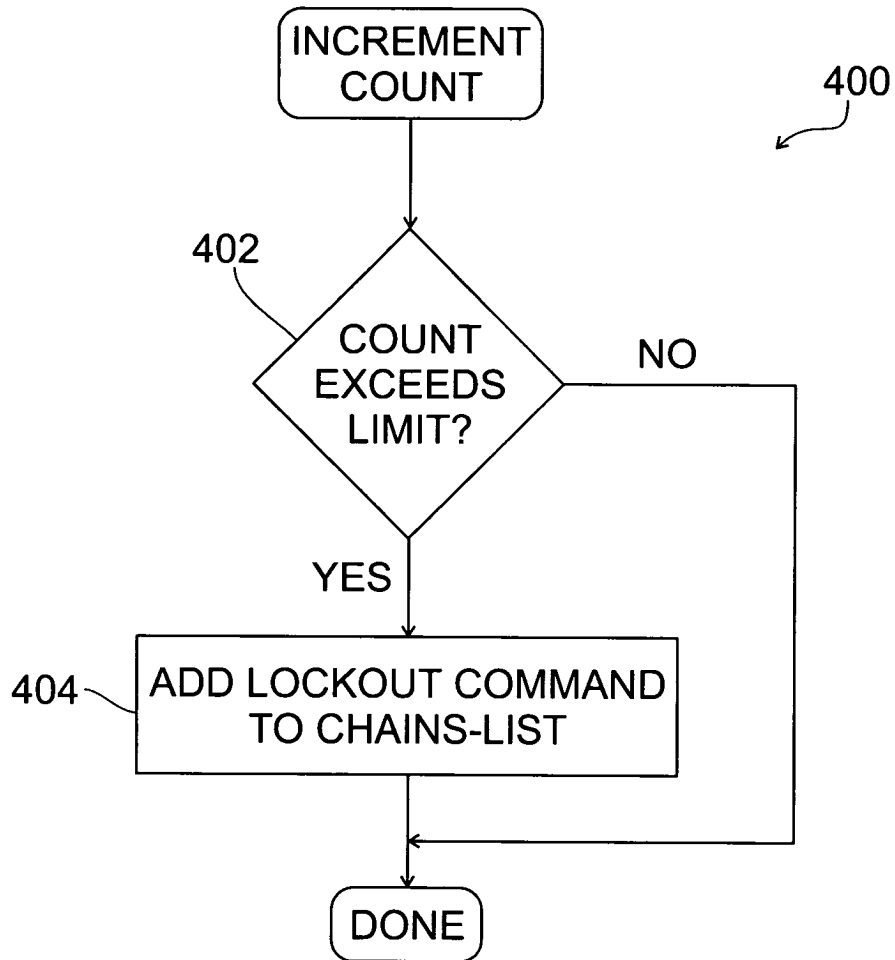 INCREMENT
COUNT
400
402
COUNT
EXCEEDS
LIMIT?
NO
YES
404
ADD LOCKOUT COMMAND
TO CHAINS-LIST
DONE